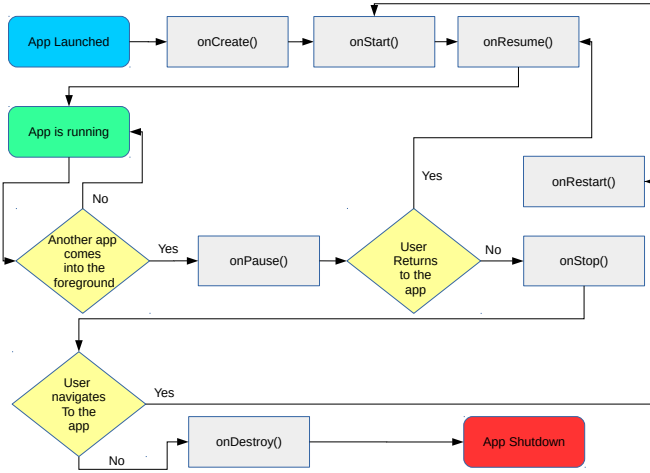 App Launched
onCreate()
onStart()
onResume()
App is running
No
Yes
onRestart()
Another app
comes
into the
foreground
Yes
onPause()
User
Returns
to the
app
No
onStop()
User
navigates
To the
app
Yes
No
onDestroy()
App Shutdown